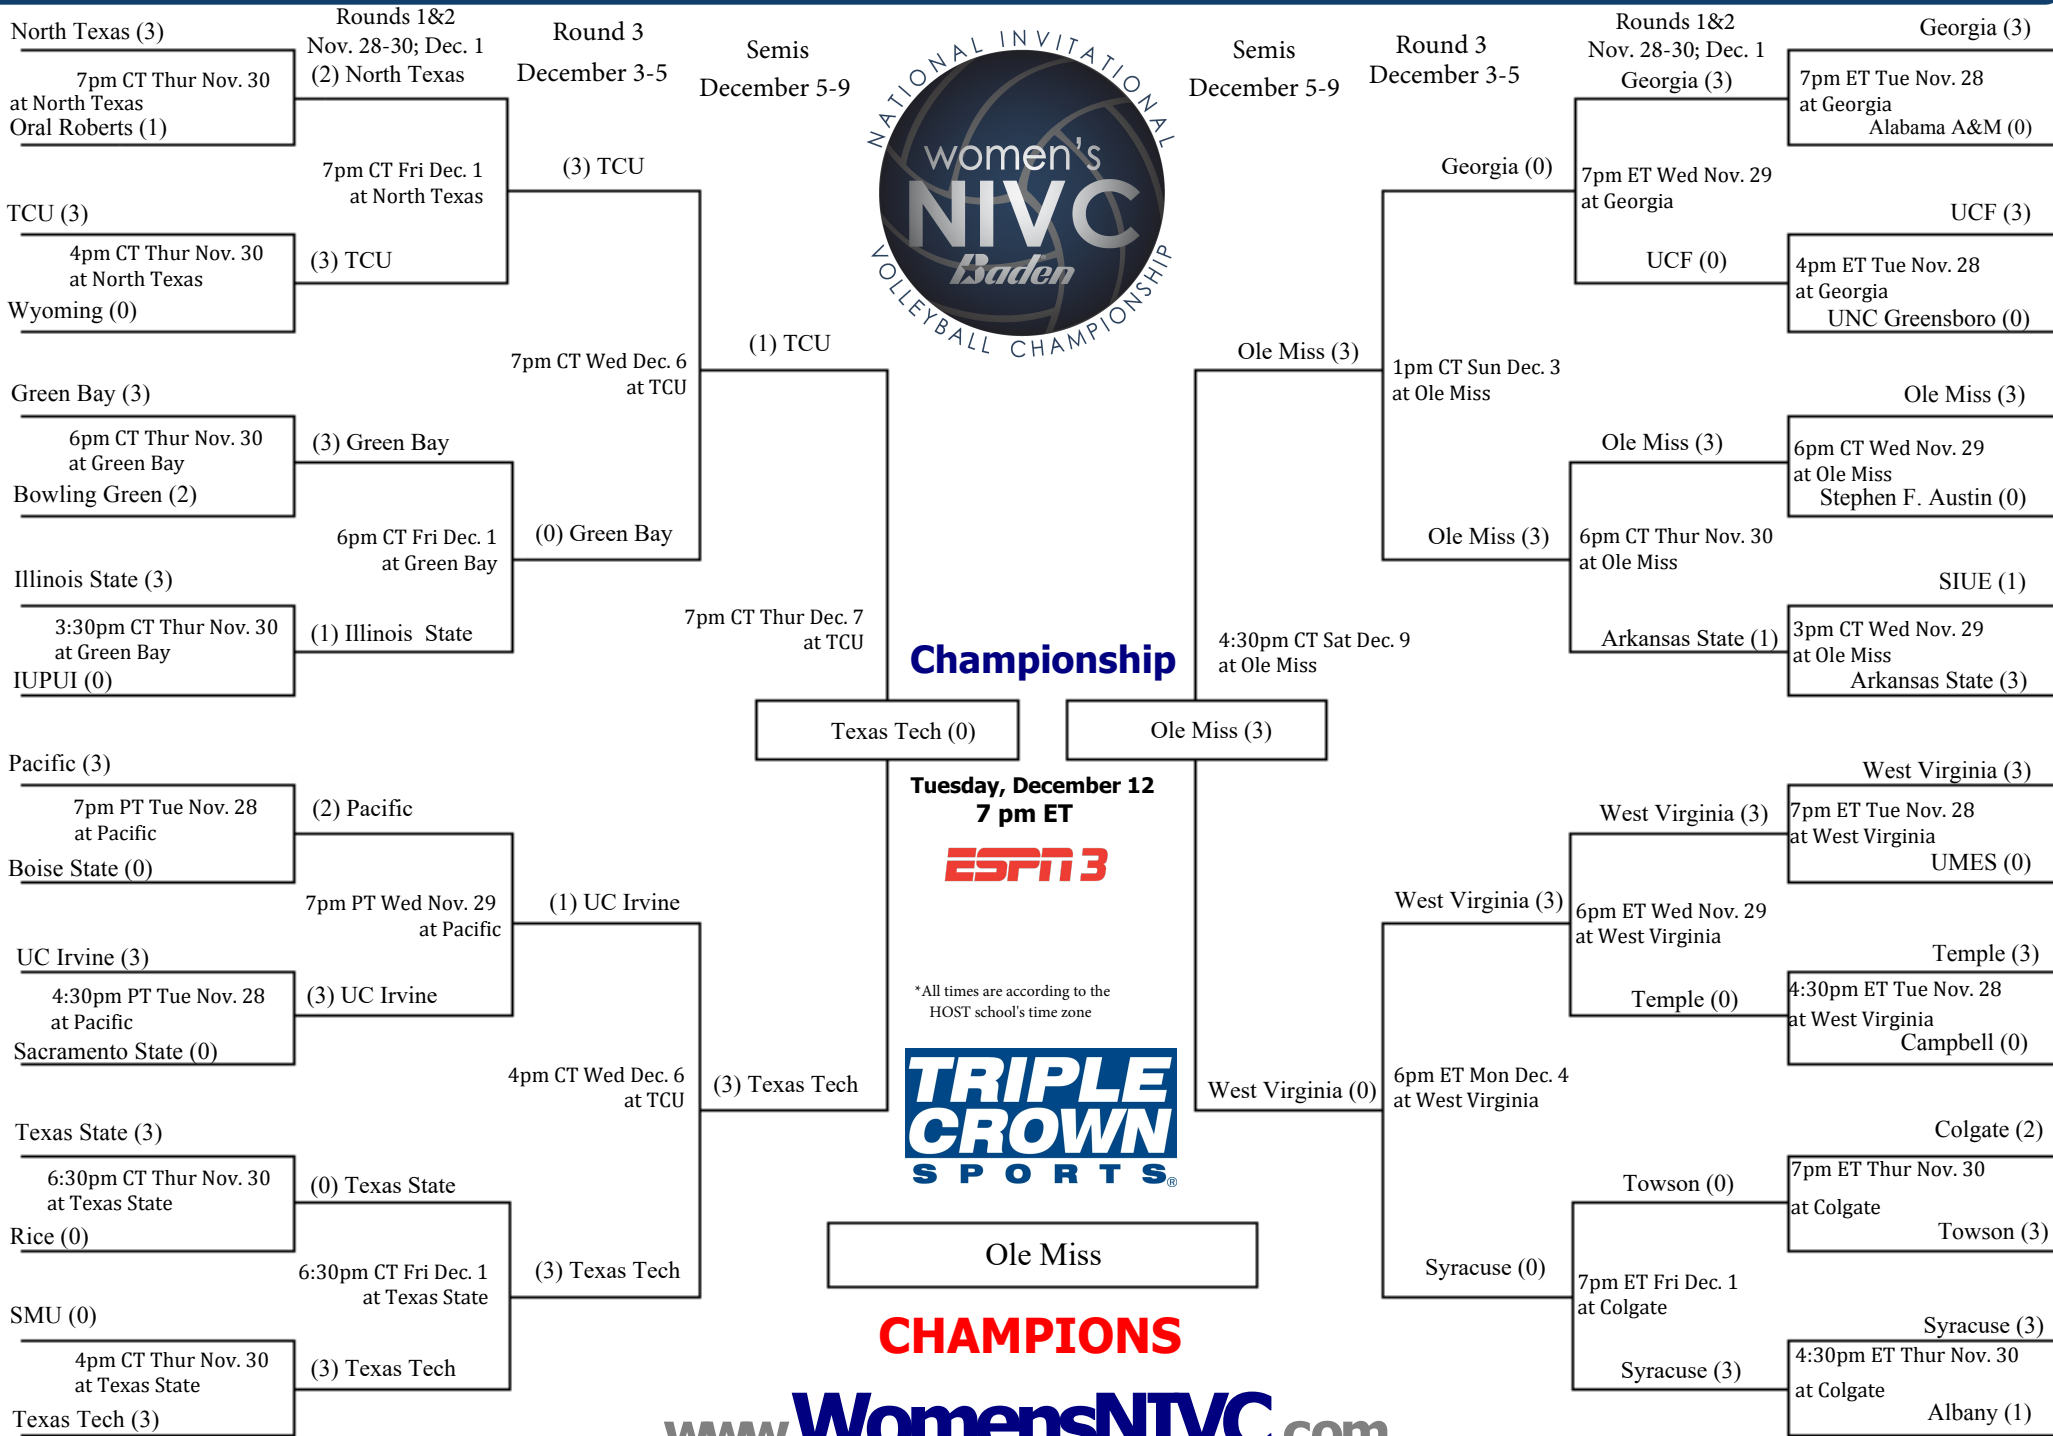 North Texas (3)
7pm CT Thur Nov. 30
at North Texas
Oral Roberts (1)
TCU (3)
4pm CT Thur Nov. 30
at North Texas
Wyoming (0)
Green Bay (3)
6pm CT Thur Nov. 30
at Green Bay
Bowling Green (2)
Illinois State (3)
3:30pm CT Thur Nov. 30
at Green Bay
IUPUI (0)
Pacific (3)
7pm PT Tue Nov. 28
at Pacific
Boise State (0)
UC Irvine (3)
4:30pm PT Tue Nov. 28
at Pacific
Sacramento State (0)
Texas State (3)
6:30pm CT Thur Nov. 30
at Texas State
Rice (0)
SMU (0)
4pm CT Thur Nov. 30
at Texas State
Texas Tech (3)
Rounds 1&2
Nov. 28-30; Dec. 1
(2) North Texas
7pm CT Fri Dec. 1
at North Texas
(3) TCU
(3) Green Bay
6pm CT Fri Dec. 1
at Green Bay
(1) Illinois State
(2) Pacific
7pm PT Wed Nov. 29
at Pacific
(3) UC Irvine
(0) Texas State
6:30pm CT Fri Dec. 1
at Texas State
(3) Texas Tech
Round 3
December 3-5
(3) TCU
7pm CT Wed Dec. 6
at TCU
(0) Green Bay
(1) UC Irvine
4pm CT Wed Dec. 6
at TCU
(3) Texas Tech
Semis
December 5-9
(1) TCU
7pm CT Thur Dec. 7
at TCU
(3) Texas Tech
NATIONAL INVITATIONAL
women's
NIVC
Baden
VOLLEYBALL CHAMPIONSHIP
Championship
Texas Tech (0)
Ole Miss (3)
Tuesday, December 12
7 pm ET
ESPN3
*All times are according to the
HOST school's time zone
TRIPLE
CROWN
SPORTS®
Ole Miss
CHAMPIONS
www.WomensNIVC.com
Semis
December 5-9
Ole Miss (3)
4:30pm CT Sat Dec. 9
at Ole Miss
West Virginia (0)
Round 3
December 3-5
Georgia (0)
1pm CT Sun Dec. 3
at Ole Miss
Ole Miss (3)
West Virginia (3)
6pm ET Mon Dec. 4
at West Virginia
Syracuse (0)
Rounds 1&2
Nov. 28-30; Dec. 1
Georgia (3)
7pm ET Wed Nov. 29
at Georgia
UCF (0)
Ole Miss (3)
6pm CT Thur Nov. 30
at Ole Miss
Arkansas State (1)
West Virginia (3)
6pm ET Wed Nov. 29
at West Virginia
Temple (0)
Towson (0)
7pm ET Fri Dec. 1
at Colgate
Syracuse (3)
Georgia (3)
7pm ET Tue Nov. 28
at Georgia
Alabama A&M (0)
UCF (3)
4pm ET Tue Nov. 28
at Georgia
UNC Greensboro (0)
Ole Miss (3)
6pm CT Wed Nov. 29
at Ole Miss
Stephen F. Austin (0)
SIUE (1)
3pm CT Wed Nov. 29
at Ole Miss
Arkansas State (3)
West Virginia (3)
7pm ET Tue Nov. 28
at West Virginia
UMES (0)
Temple (3)
4:30pm ET Tue Nov. 28
at West Virginia
Campbell (0)
Colgate (2)
7pm ET Thur Nov. 30
at Colgate
Towson (3)
Syracuse (3)
4:30pm ET Thur Nov. 30
at Colgate
Albany (1)